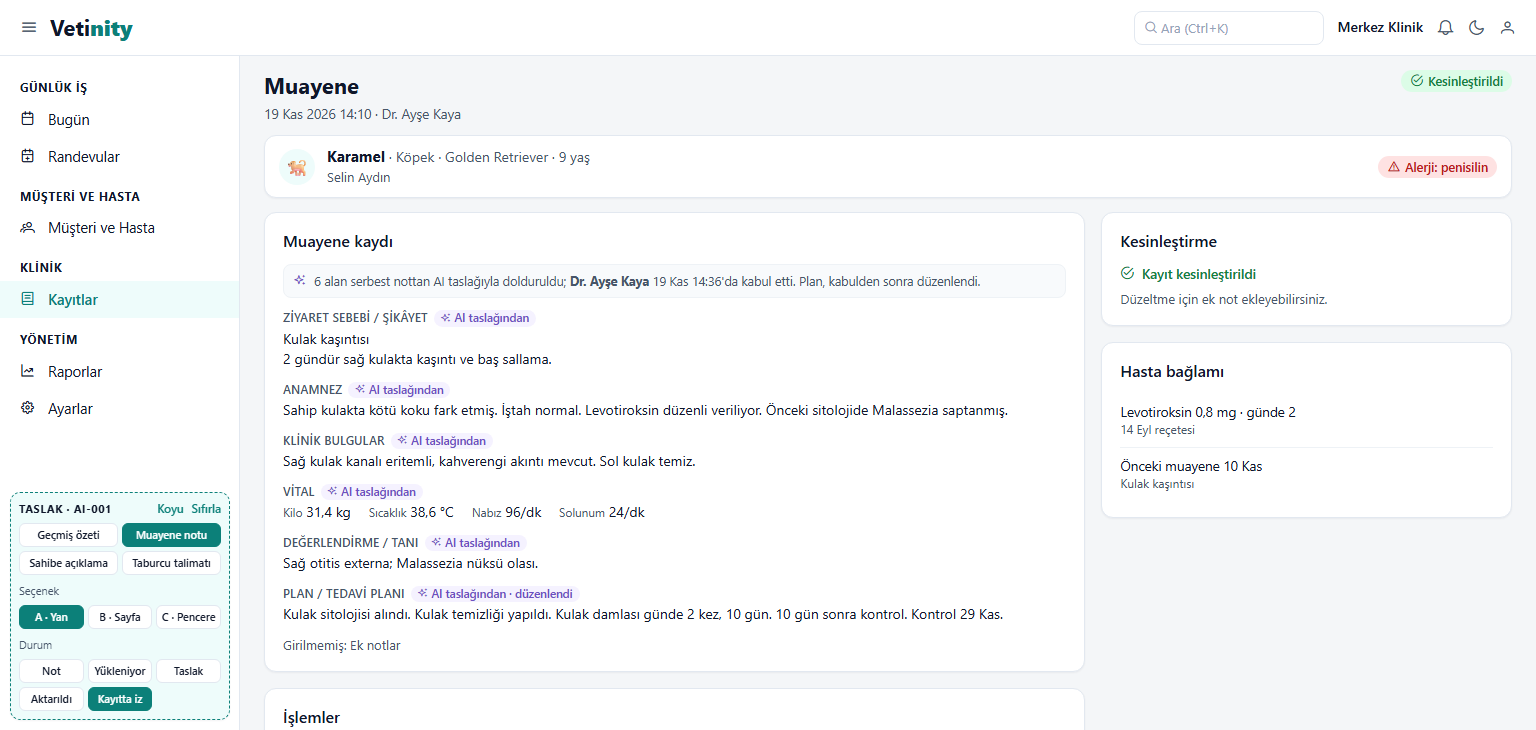 Vetinity
Ara (Ctrl+K)
Merkez Klinik
GÜNLÜK İŞ
Bugün
Randevular
MÜŞTERİ VE HASTA
Müşteri ve Hasta
KLİNİK
Kayıtlar
YÖNETİM
Raporlar
Ayarlar
TASLAK · AI-001 Koyu Sıfırla
Geçmiş özeti Muayene notu
Sahibe açıklama Taburcu talimatı
Seçenek
A · Yan B · Sayfa C · Pencere
Durum
Not Yükleniyor Taslak
Aktarıldı Kayıtta iz
Muayene
Kesinleştirildi
19 Kas 2026 14:10 · Dr. Ayşe Kaya
Karamel · Köpek · Golden Retriever · 9 yaş
Selin Aydın
Alerji: penisilin
Muayene kaydı
6 alan serbest nottan AI taslağıyla dolduruldu; Dr. Ayşe Kaya 19 Kas 14:36'da kabul etti. Plan, kabulden sonra düzenlendi.
ZİYARET SEBEBİ / ŞİKÂYET AI taslağından
Kulak kaşıntısı
2 gündür sağ kulakta kaşıntı ve baş sallama.
ANAMNEZ AI taslağından
Sahip kulakta kötü koku fark etmiş. İştah normal. Levotiroksin düzenli veriliyor. Önceki sitolojide Malassezia saptanmış.
KLİNİK BULGULAR AI taslağından
Sağ kulak kanalı eritemli, kahverengi akıntı mevcut. Sol kulak temiz.
VİTAL AI taslağından
Kilo 31,4 kg Sıcaklık 38,6 °C Nabız 96/dk Solunum 24/dk
DEĞERLENDİRME / TANI AI taslağından
Sağ otitis externa; Malassezia nüksü olası.
PLAN / TEDAVİ PLANI AI taslağından · düzenlendi
Kulak sitolojisi alındı. Kulak temizliği yapıldı. Kulak damlası günde 2 kez, 10 gün. 10 gün sonra kontrol. Kontrol 29 Kas.
Girilmemiş: Ek notlar
İşlemler
Kesinleştirme
Kayıt kesinleştirildi
Düzeltme için ek not ekleyebilirsiniz.
Hasta bağlamı
Levotiroksin 0,8 mg · günde 2
14 Eyl reçetesi
Önceki muayene 10 Kas
Kulak kaşıntısı